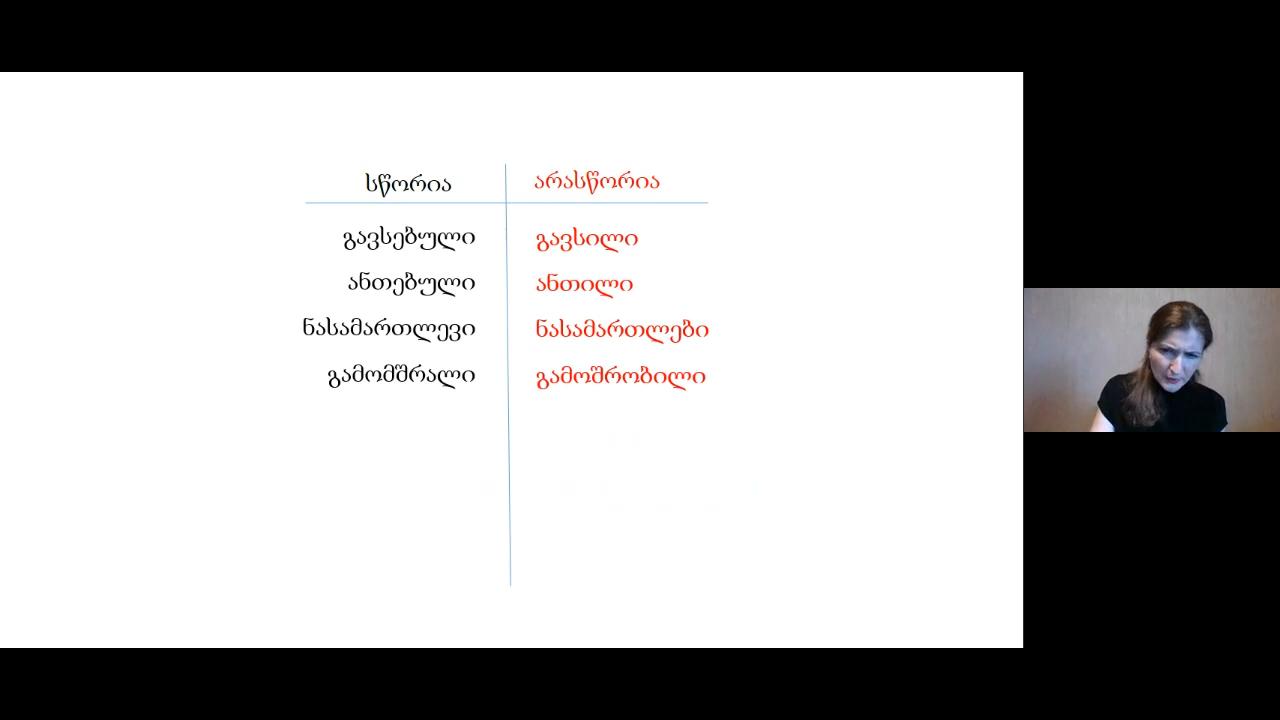 სწორია არასწორია
გავსებული გავსილი
ანთებული ანთილი
ნასამართლევი ნასამართლები
გამომშრალი გამოშრობილი